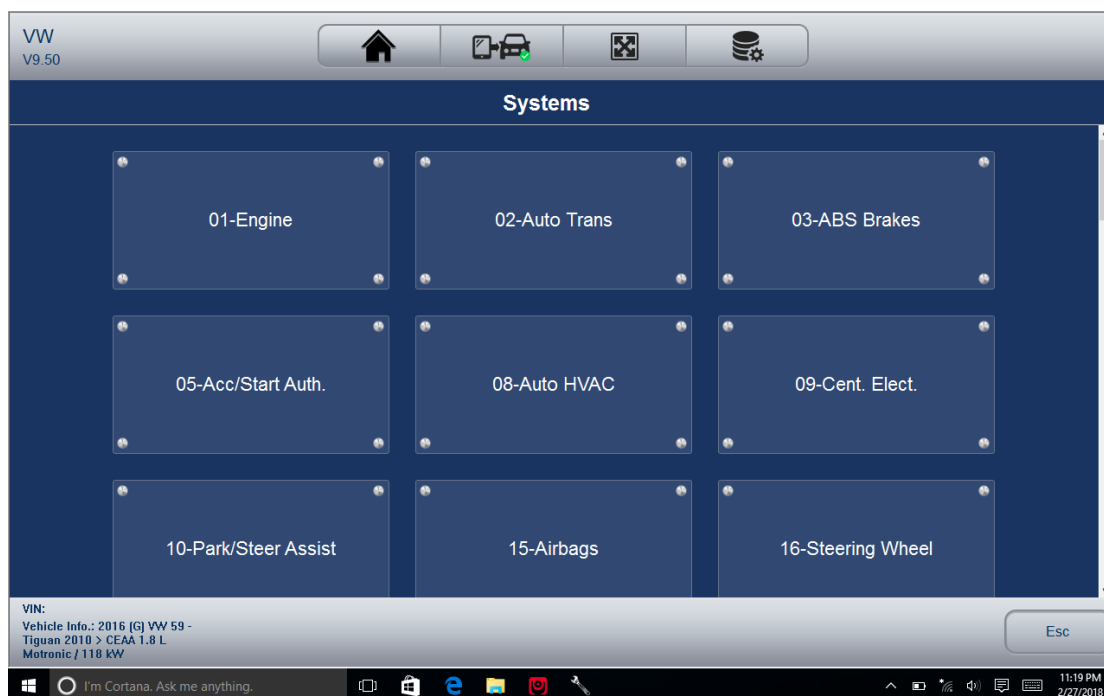 VW
V9.50
Systems
01-Engine
02-Auto Trans
03-ABS Brakes
05-Acc/Start Auth.
08-Auto HVAC
09-Cent. Elect.
10-Park/Steer Assist
15-Airbags
16-Steering Wheel
VIN:
Vehicle Info.: 2016 (G) VW 59 -
Tiguan 2010 > CEAA 1.8 L
Motronic / 118 kW
Esc
I'm Cortana. Ask me anything.
11:19 PM
2/27/2018